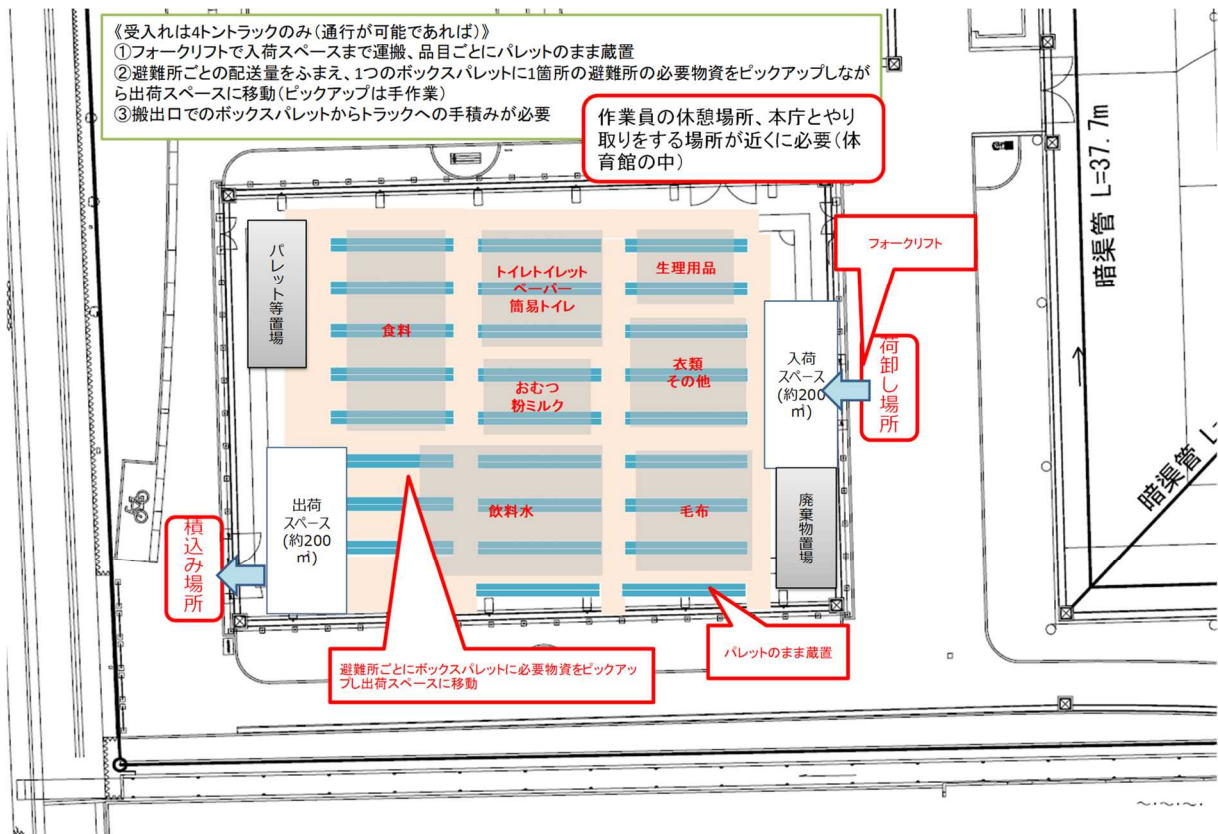 《受入れは4トントラックのみ(通行が可能であれば)》
①フォークリフトで入荷スペースまで運搬、品目ごとにパレットのまま蔵置
②避難所ごとの配送量をふまえ、1つのボックスパレットに1箇所の避難所の必要物資をピックアップしなが
ら出荷スペースに移動(ピックアップは手作業)
③搬出口でのボックスパレットからトラックへの手積みが必要
作業員の休憩場所、本庁とやり
取りをする場所が近くに必要(体
育館の中)
フォークリフト
パレット等置場
トイレトイレット
ペーパー
簡易トイレ
生理用品
食料
おむつ
粉ミルク
衣類
その他
入荷
スペース
(約200
㎡)
荷卸し場所
暗渠管 L=37.7m
暗渠管 L
出荷
スペース
(約200
㎡)
飲料水
毛布
廃棄物置場
積込み場所
避難所ごとにボックスパレットに必要物資をピックアッ
プし出荷スペースに移動
パレットのまま蔵置